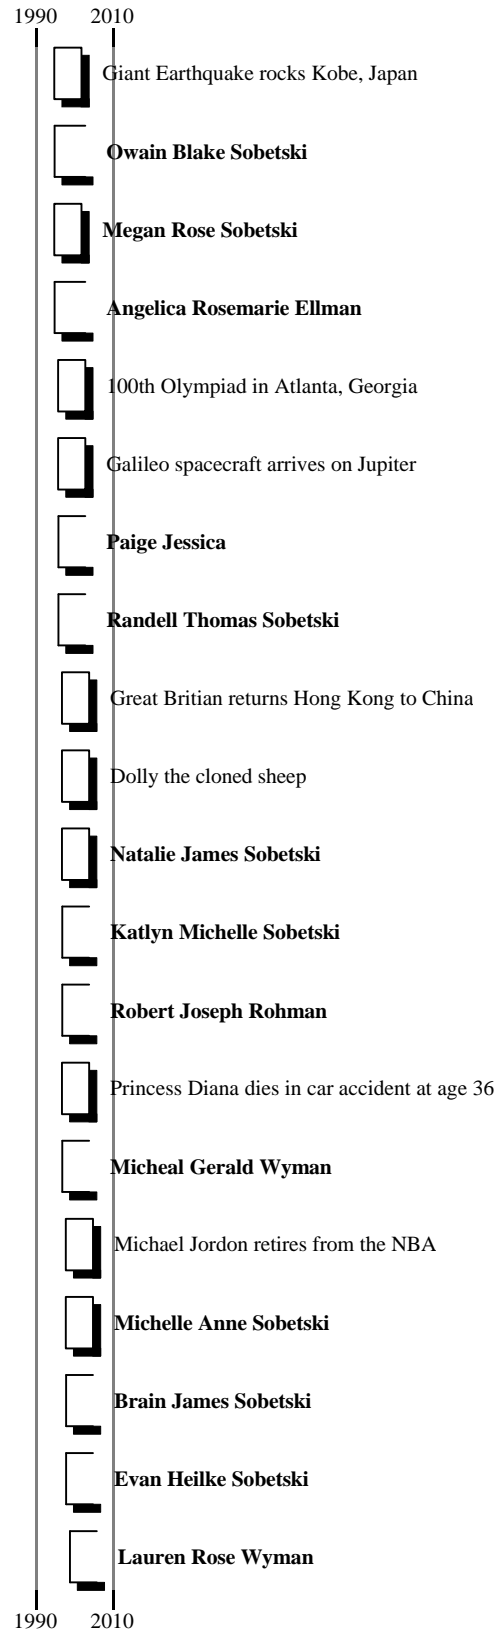 1990 2010
Giant Earthquake rocks Kobe, Japan
Owain Blake Sobetski
Megan Rose Sobetski
Angelica Rosemarie Ellman
100th Olympiad in Atlanta, Georgia
Galileo spacecraft arrives on Jupiter
Paige Jessica
Randell Thomas Sobetski
Great Britian returns Hong Kong to China
Dolly the cloned sheep
Natalie James Sobetski
Katlyn Michelle Sobetski
Robert Joseph Rohman
Princess Diana dies in car accident at age 36
Micheal Gerald Wyman
Michael Jordon retires from the NBA
Michelle Anne Sobetski
Brain James Sobetski
Evan Heilke Sobetski
Lauren Rose Wyman
1990 2010